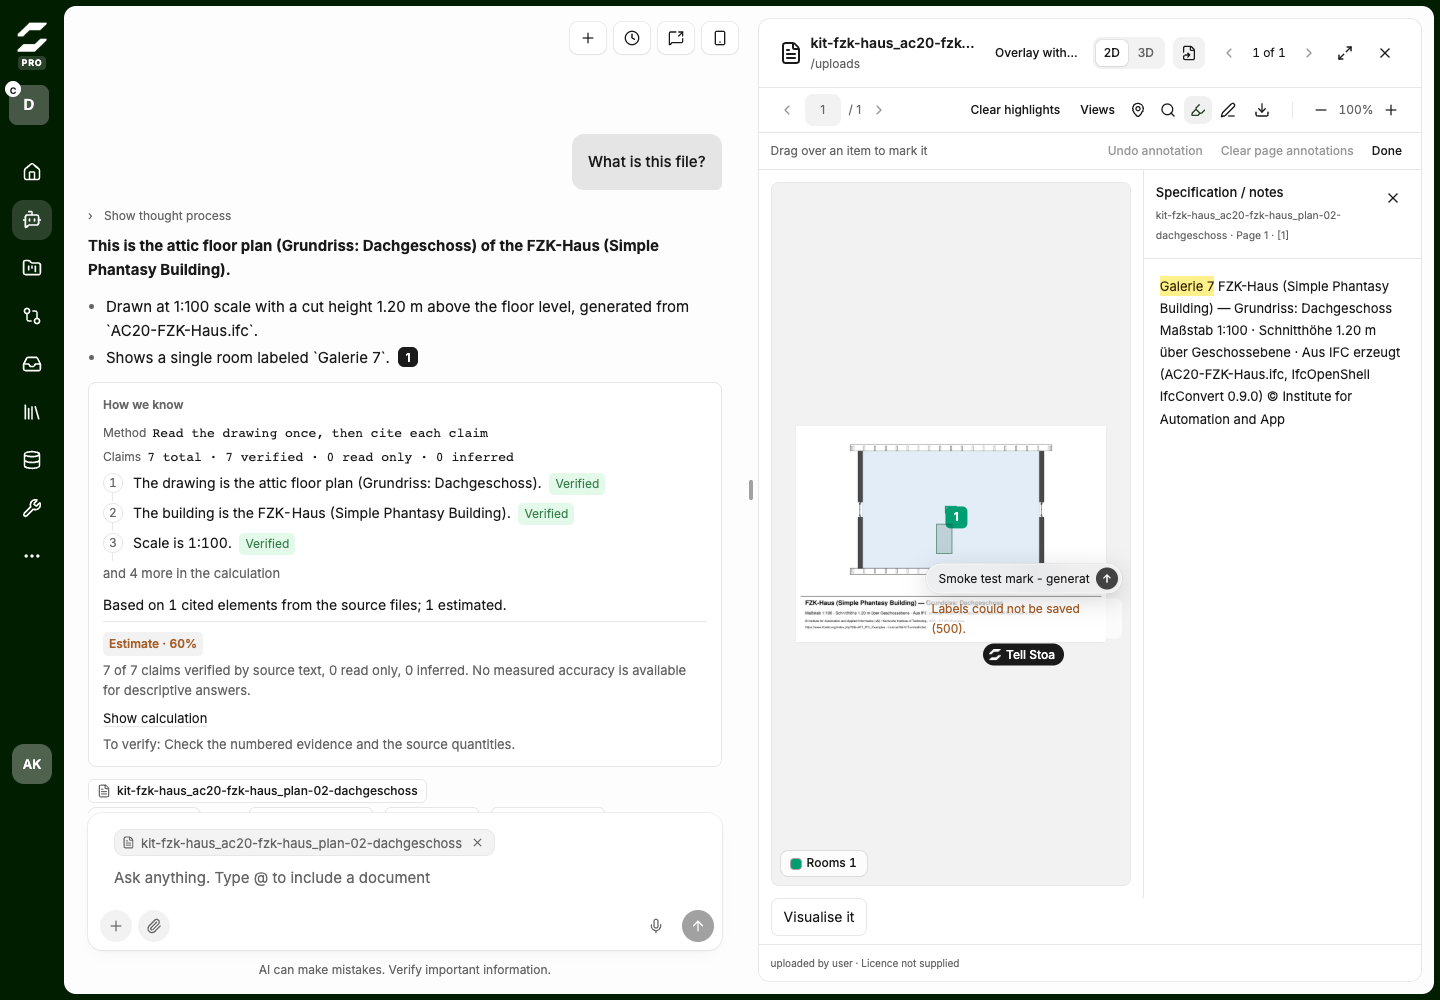 PRO
C
D
AK
What is this file?
Show thought process
This is the attic floor plan (Grundriss: Dachgeschoss) of the FZK-Haus (Simple
Phantasy Building).
• Drawn at 1:100 scale with a cut height 1.20 m above the floor level, generated from
`AC20-FZK-Haus.ifc`.
• Shows a single room labeled `Galerie 7`. 1
How we know
Method Read the drawing once, then cite each claim
Claims 7 total · 7 verified · 0 read only · 0 inferred
1 The drawing is the attic floor plan (Grundriss: Dachgeschoss). Verified
2 The building is the FZK-Haus (Simple Phantasy Building). Verified
3 Scale is 1:100. Verified
and 4 more in the calculation
Based on 1 cited elements from the source files; 1 estimated.
Estimate · 60%
7 of 7 claims verified by source text, 0 read only, 0 inferred. No measured accuracy is available
for descriptive answers.
Show calculation
To verify: Check the numbered evidence and the source quantities.
kit-fzk-haus_ac20-fzk-haus_plan-02-dachgeschoss
kit-fzk-haus_ac20-fzk-haus_plan-02-dachgeschoss
Ask anything. Type @ to include a document
AI can make mistakes. Verify important information.
kit-fzk-haus_ac20-fzk...
/uploads
Overlay with...
2D 3D
1 of 1
1 / 1
Clear highlights
Views
100%
Drag over an item to mark it
Undo annotation
Clear page annotations
Done
1
Smoke test mark - generat
FZK-Haus (Simple Phantasy Building) —
Labels could not be saved
(500).
Tell Stoa
Rooms 1
Visualise it
Specification / notes
kit-fzk-haus_ac20-fzk-haus_plan-02-
dachgeschoss · Page 1 · [1]
Galerie 7 FZK-Haus (Simple Phantasy
Building) — Grundriss: Dachgeschoss
Maßstab 1:100 · Schnitthöhe 1.20 m
über Geschossebene · Aus IFC erzeugt
(AC20-FZK-Haus.ifc, IfcOpenShell
IfcConvert 0.9.0) © Institute for
Automation and App
uploaded by user · Licence not supplied